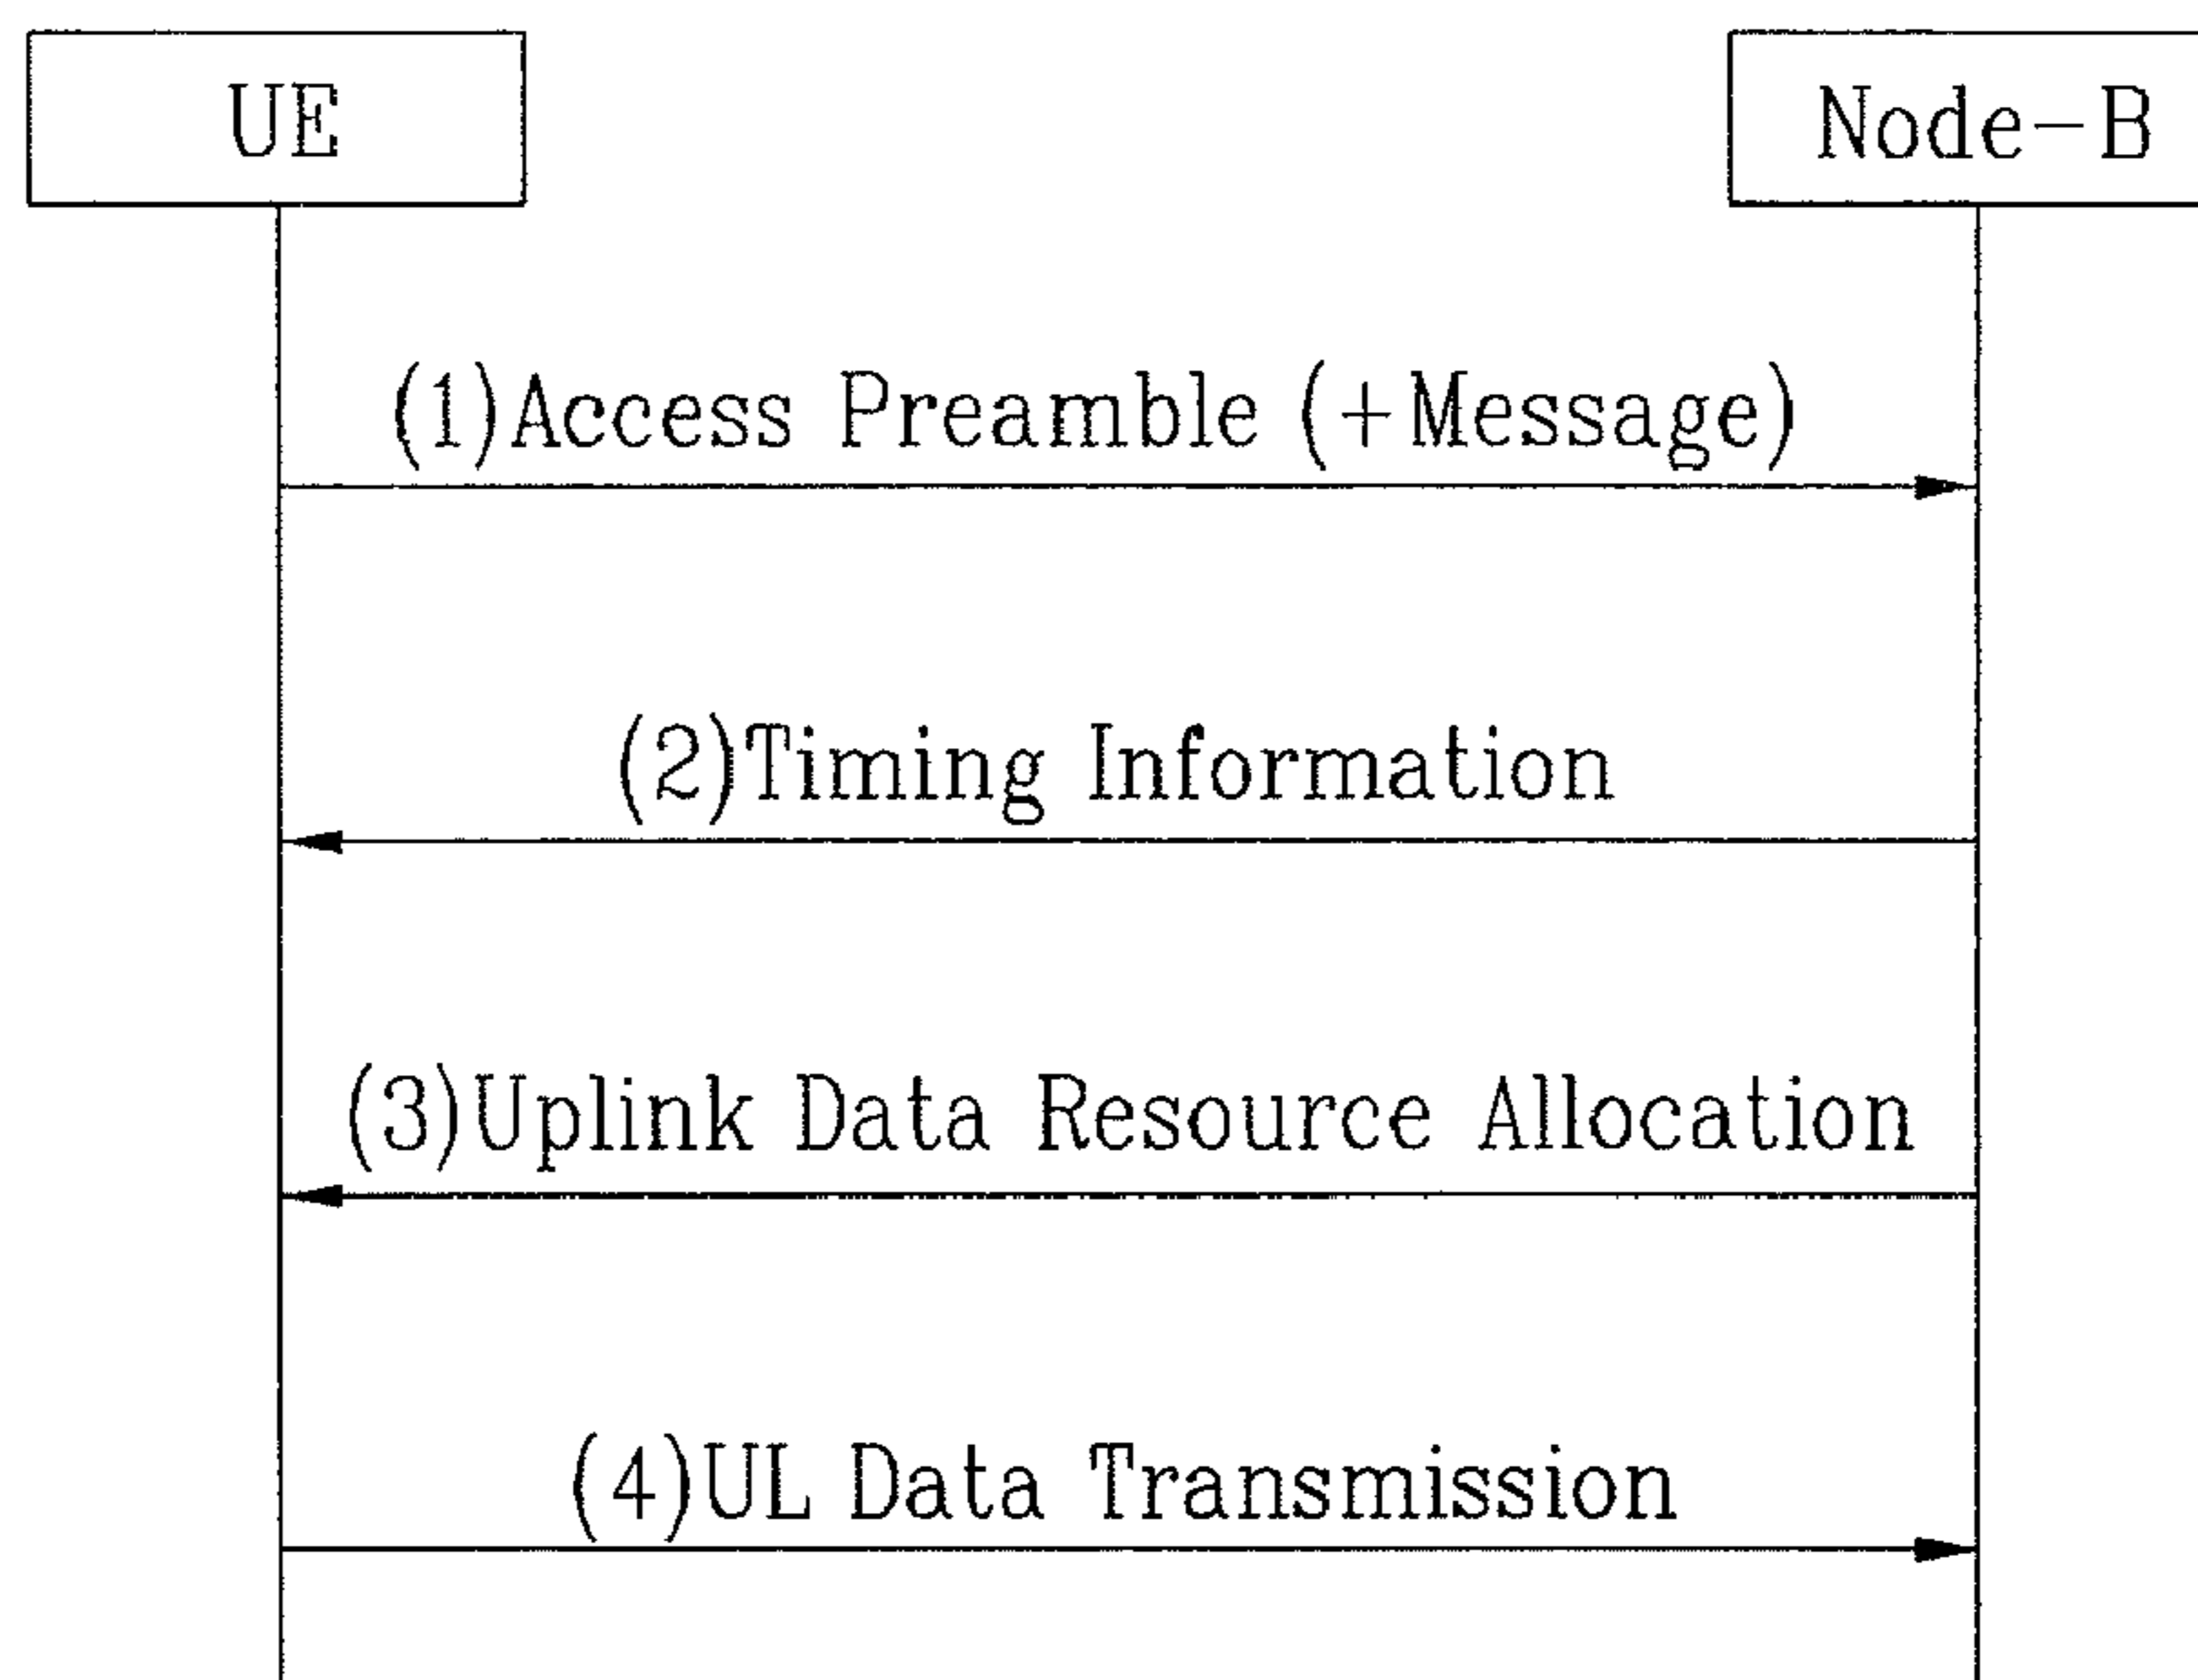 UE
Node-B
(1)Access Preamble (+Message)
(2)Timing Information
(3)Uplink Data Resource Allocation
(4)UL Data Transmission